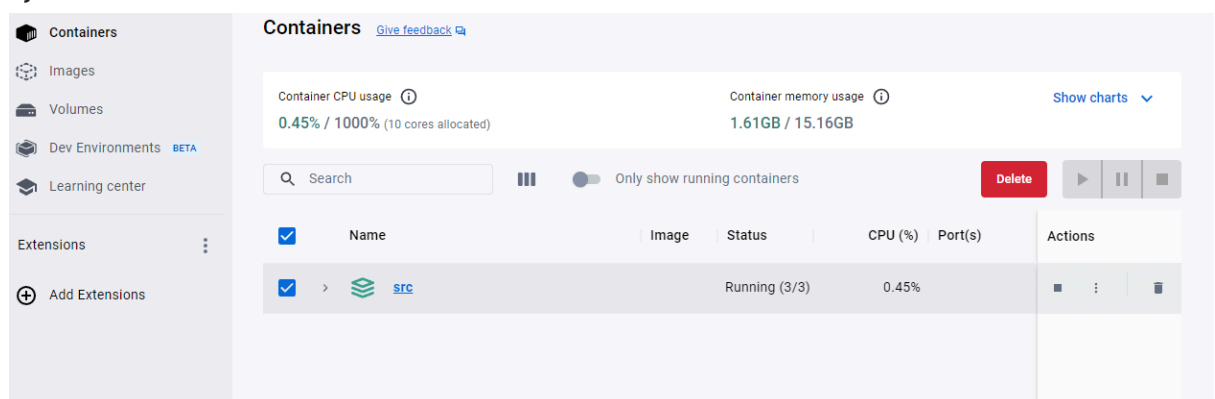 Containers
Images
Volumes
Dev Environments BETA
Learning center
Extensions
Add Extensions
Containers Give feedback
Container CPU usage
0.45% / 1000% (10 cores allocated)
Container memory usage
1.61GB / 15.16GB
Show charts
Search
Only show running containers
Delete
Name Image Status CPU (%) Port(s) Actions
src Running (3/3) 0.45%